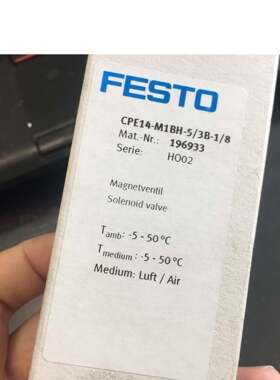 FESTO
CPE14-M1BH-5/3B-1/8
Mat.-Nr.: 196933
Serie: HO02
Magnetventil
Solenoid valve
Tamb: -5 - 50 °C
Tmedium: -5 - 50 °C
Medium: Luft / Air